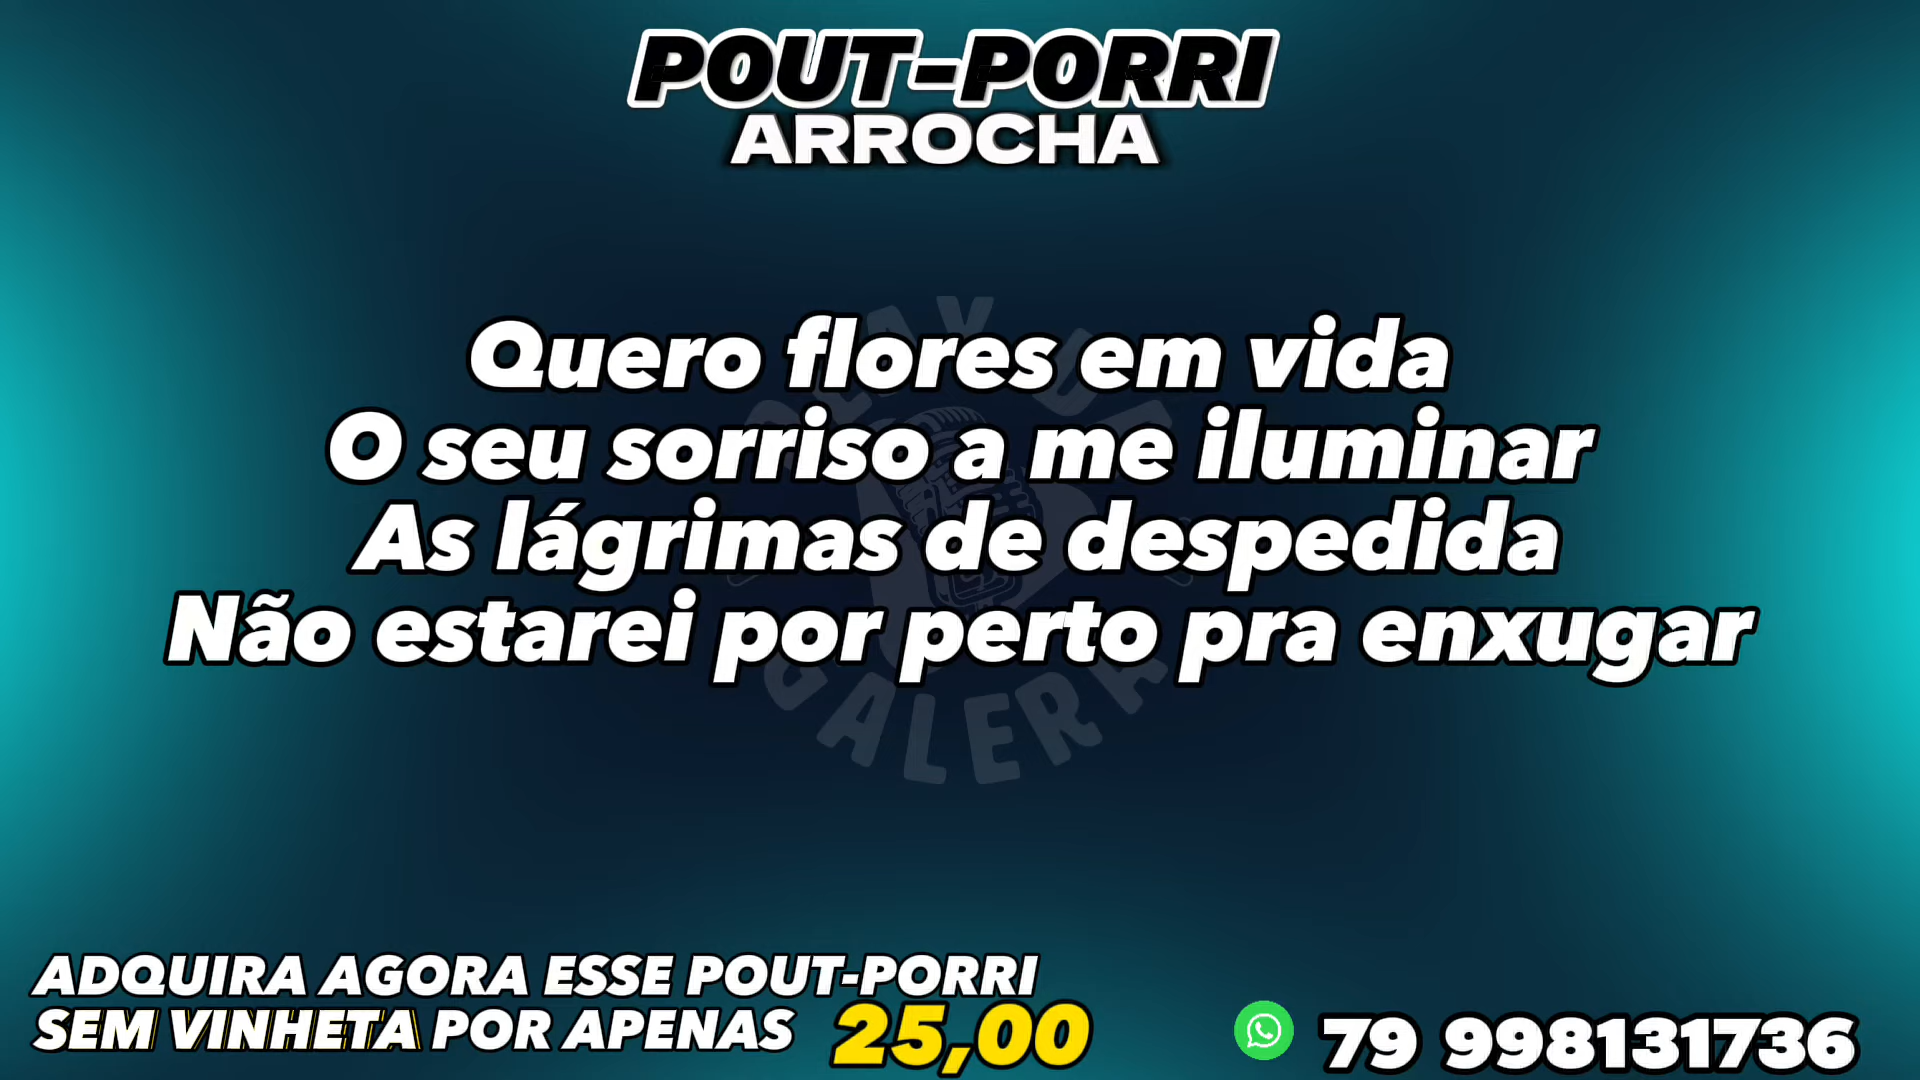 POUT-PORRI
ARROCHA
Quero flores em vida
O seu sorriso a me iluminar
As lágrimas de despedida
Não estarei por perto pra enxugar
GALERA
ADQUIRA AGORA ESSE POUT-PORRI
SEM VINHETA POR APENAS 25,00
79 998131736